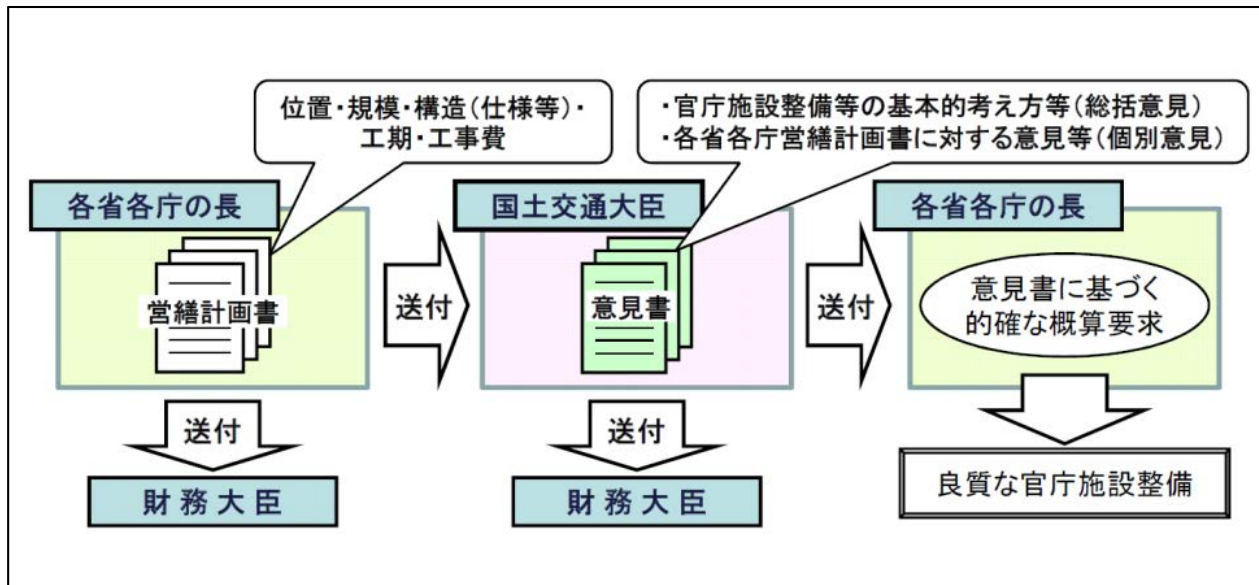 位置・規模・構造(仕様等)・
工期・工事費
・官庁施設整備等の基本的考え方等(総括意見)
・各省各庁営繕計画書に対する意見等(個別意見)
各省各庁の長
営繕計画書
送付
国土交通大臣
意見書
送付
各省各庁の長
意見書に基づく
的確な概算要求
送付
財務大臣
送付
財務大臣
良質な官庁施設整備